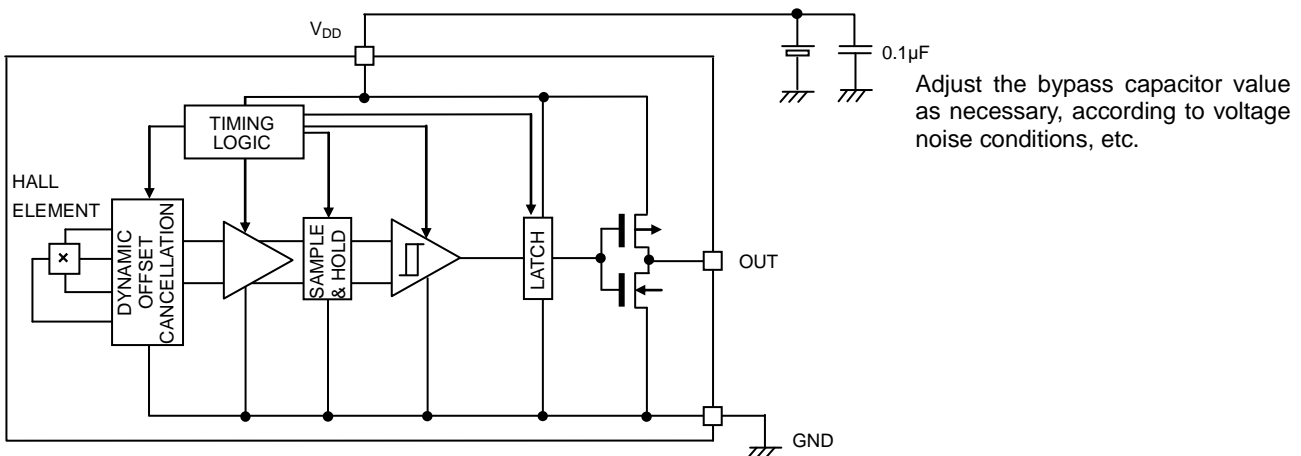 VDD
0.1µF
Adjust the bypass capacitor value
as necessary, according to voltage
noise conditions, etc.
TIMING
LOGIC
HALL
ELEMENT
×
DYNAMIC
OFFSET
CANCELLATION
SAMPLE
& HOLD
LATCH
OUT
GND